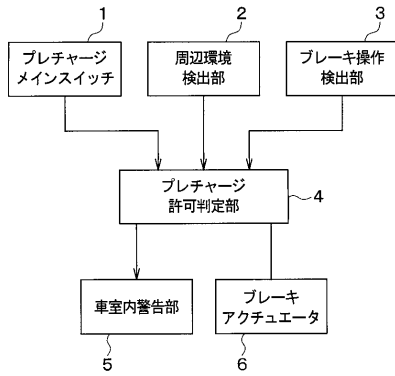 1
プレチャージ
メインスイッチ
2
周辺環境
検出部
3
ブレーキ操作
検出部
プレチャージ
許可判定部
4
車室内警告部
5
ブレーキ
アクチュエータ
6